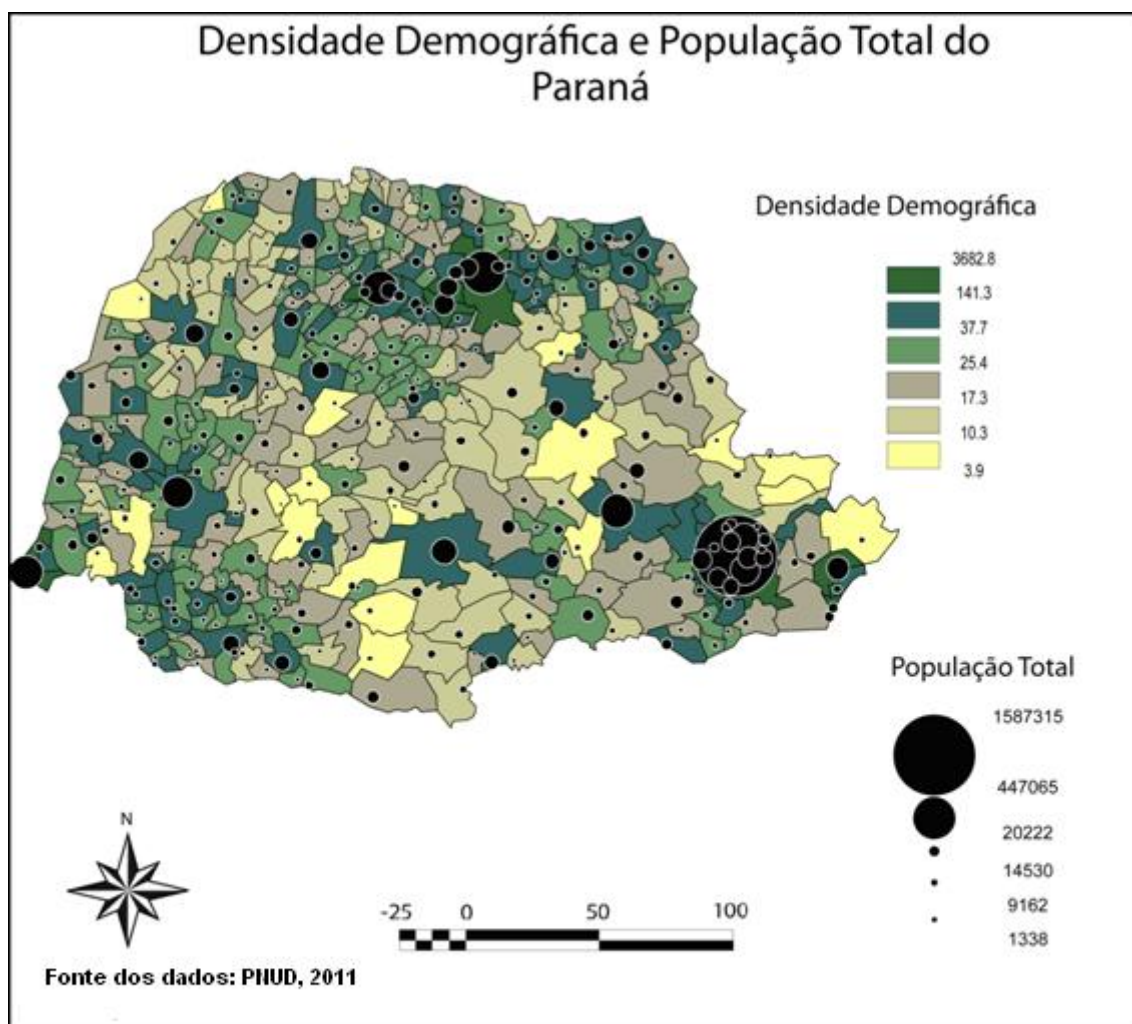 Densidade Demográfica e População Total do
Paraná
Densidade Demográfica
3682.8
141.3
37.7
25.4
17.3
10.3
3.9
População Total
1587315
447065
20222
14530
9162
1338
N
-25 0 50 100
Fonte dos dados: PNUD, 2011